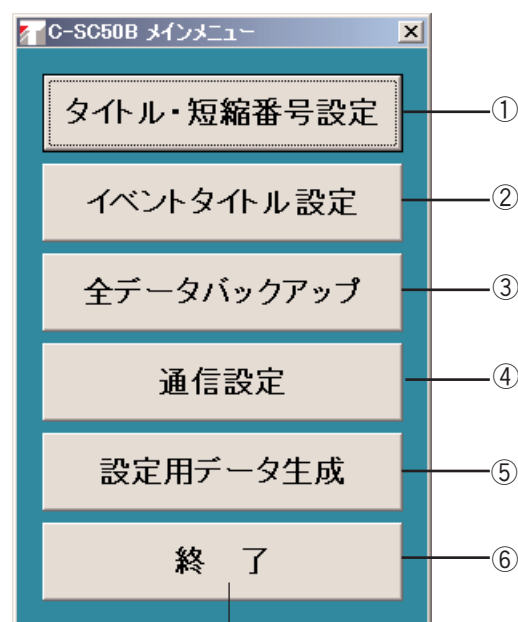 C-SC50B メインメニュー
タイトル・短縮番号設定 ①
イベントタイトル設定 ②
全データバックアップ ③
通信設定 ④
設定用データ生成 ⑤
終　了 ⑥